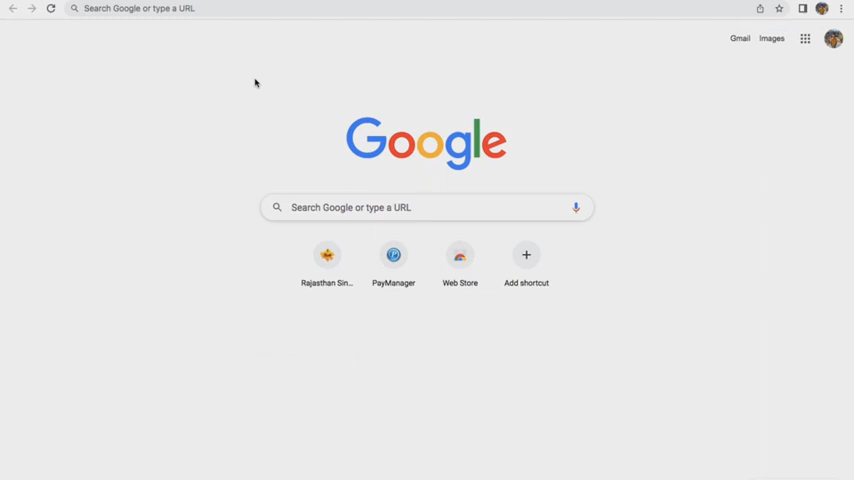 Search Google or type a URL
Gmail Images
Google
Search Google or type a URL
Rajasthan Sin... PayManager Web Store Add shortcut